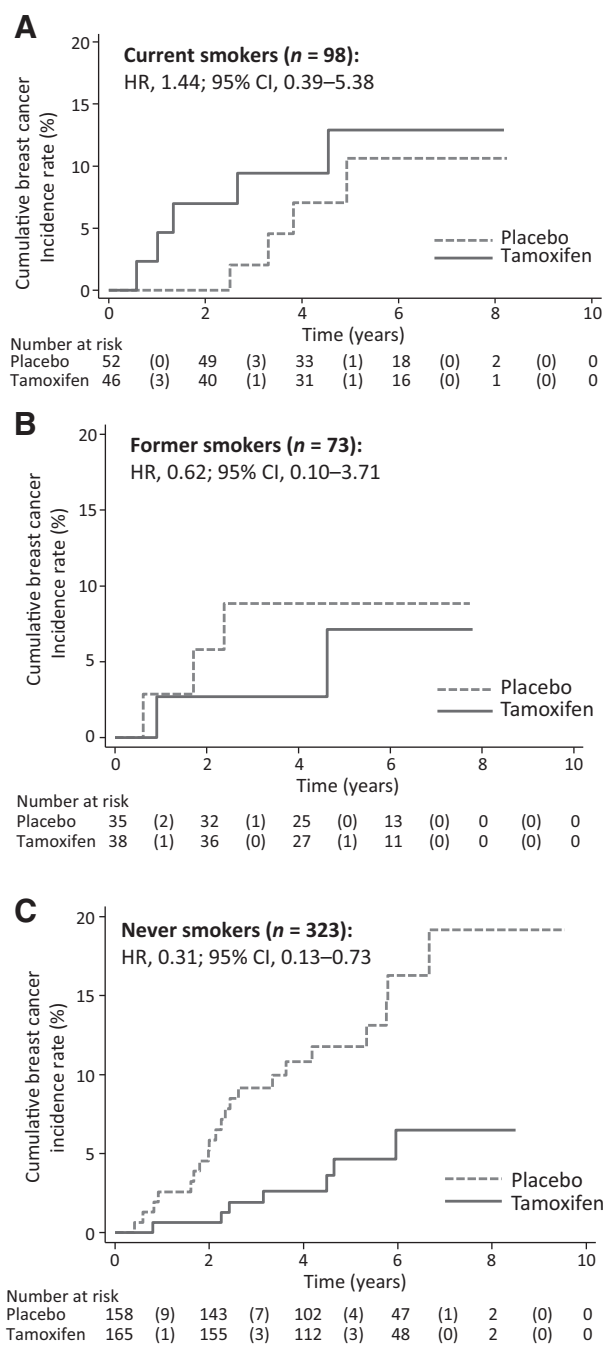 A
Current smokers (n = 98):
HR, 1.44; 95% CI, 0.39–5.38
Cumulative breast cancer
Incidence rate (%)
20
15
10
5
0
Placebo
Tamoxifen
0 2 4 6 8 10
Time (years)
Number at risk
Placebo 52 (0) 49 (3) 33 (1) 18 (0) 2 (0) 0
Tamoxifen 46 (3) 40 (1) 31 (1) 16 (0) 1 (0) 0
B
Former smokers (n = 73):
HR, 0.62; 95% CI, 0.10–3.71
Cumulative breast cancer
Incidence rate (%)
20
15
10
5
0
Placebo
Tamoxifen
0 2 4 6 8 10
Time (years)
Number at risk
Placebo 35 (2) 32 (1) 25 (0) 13 (0) 0 (0) 0
Tamoxifen 38 (1) 36 (0) 27 (1) 11 (0) 0 (0) 0
C
Never smokers (n = 323):
HR, 0.31; 95% CI, 0.13–0.73
Cumulative breast cancer
incidence rate (%)
20
15
10
5
0
Placebo
Tamoxifen
0 2 4 6 8 10
Time (years)
Number at risk
Placebo 158 (9) 143 (7) 102 (4) 47 (1) 2 (0) 0
Tamoxifen 165 (1) 155 (3) 112 (3) 48 (0) 2 (0) 0